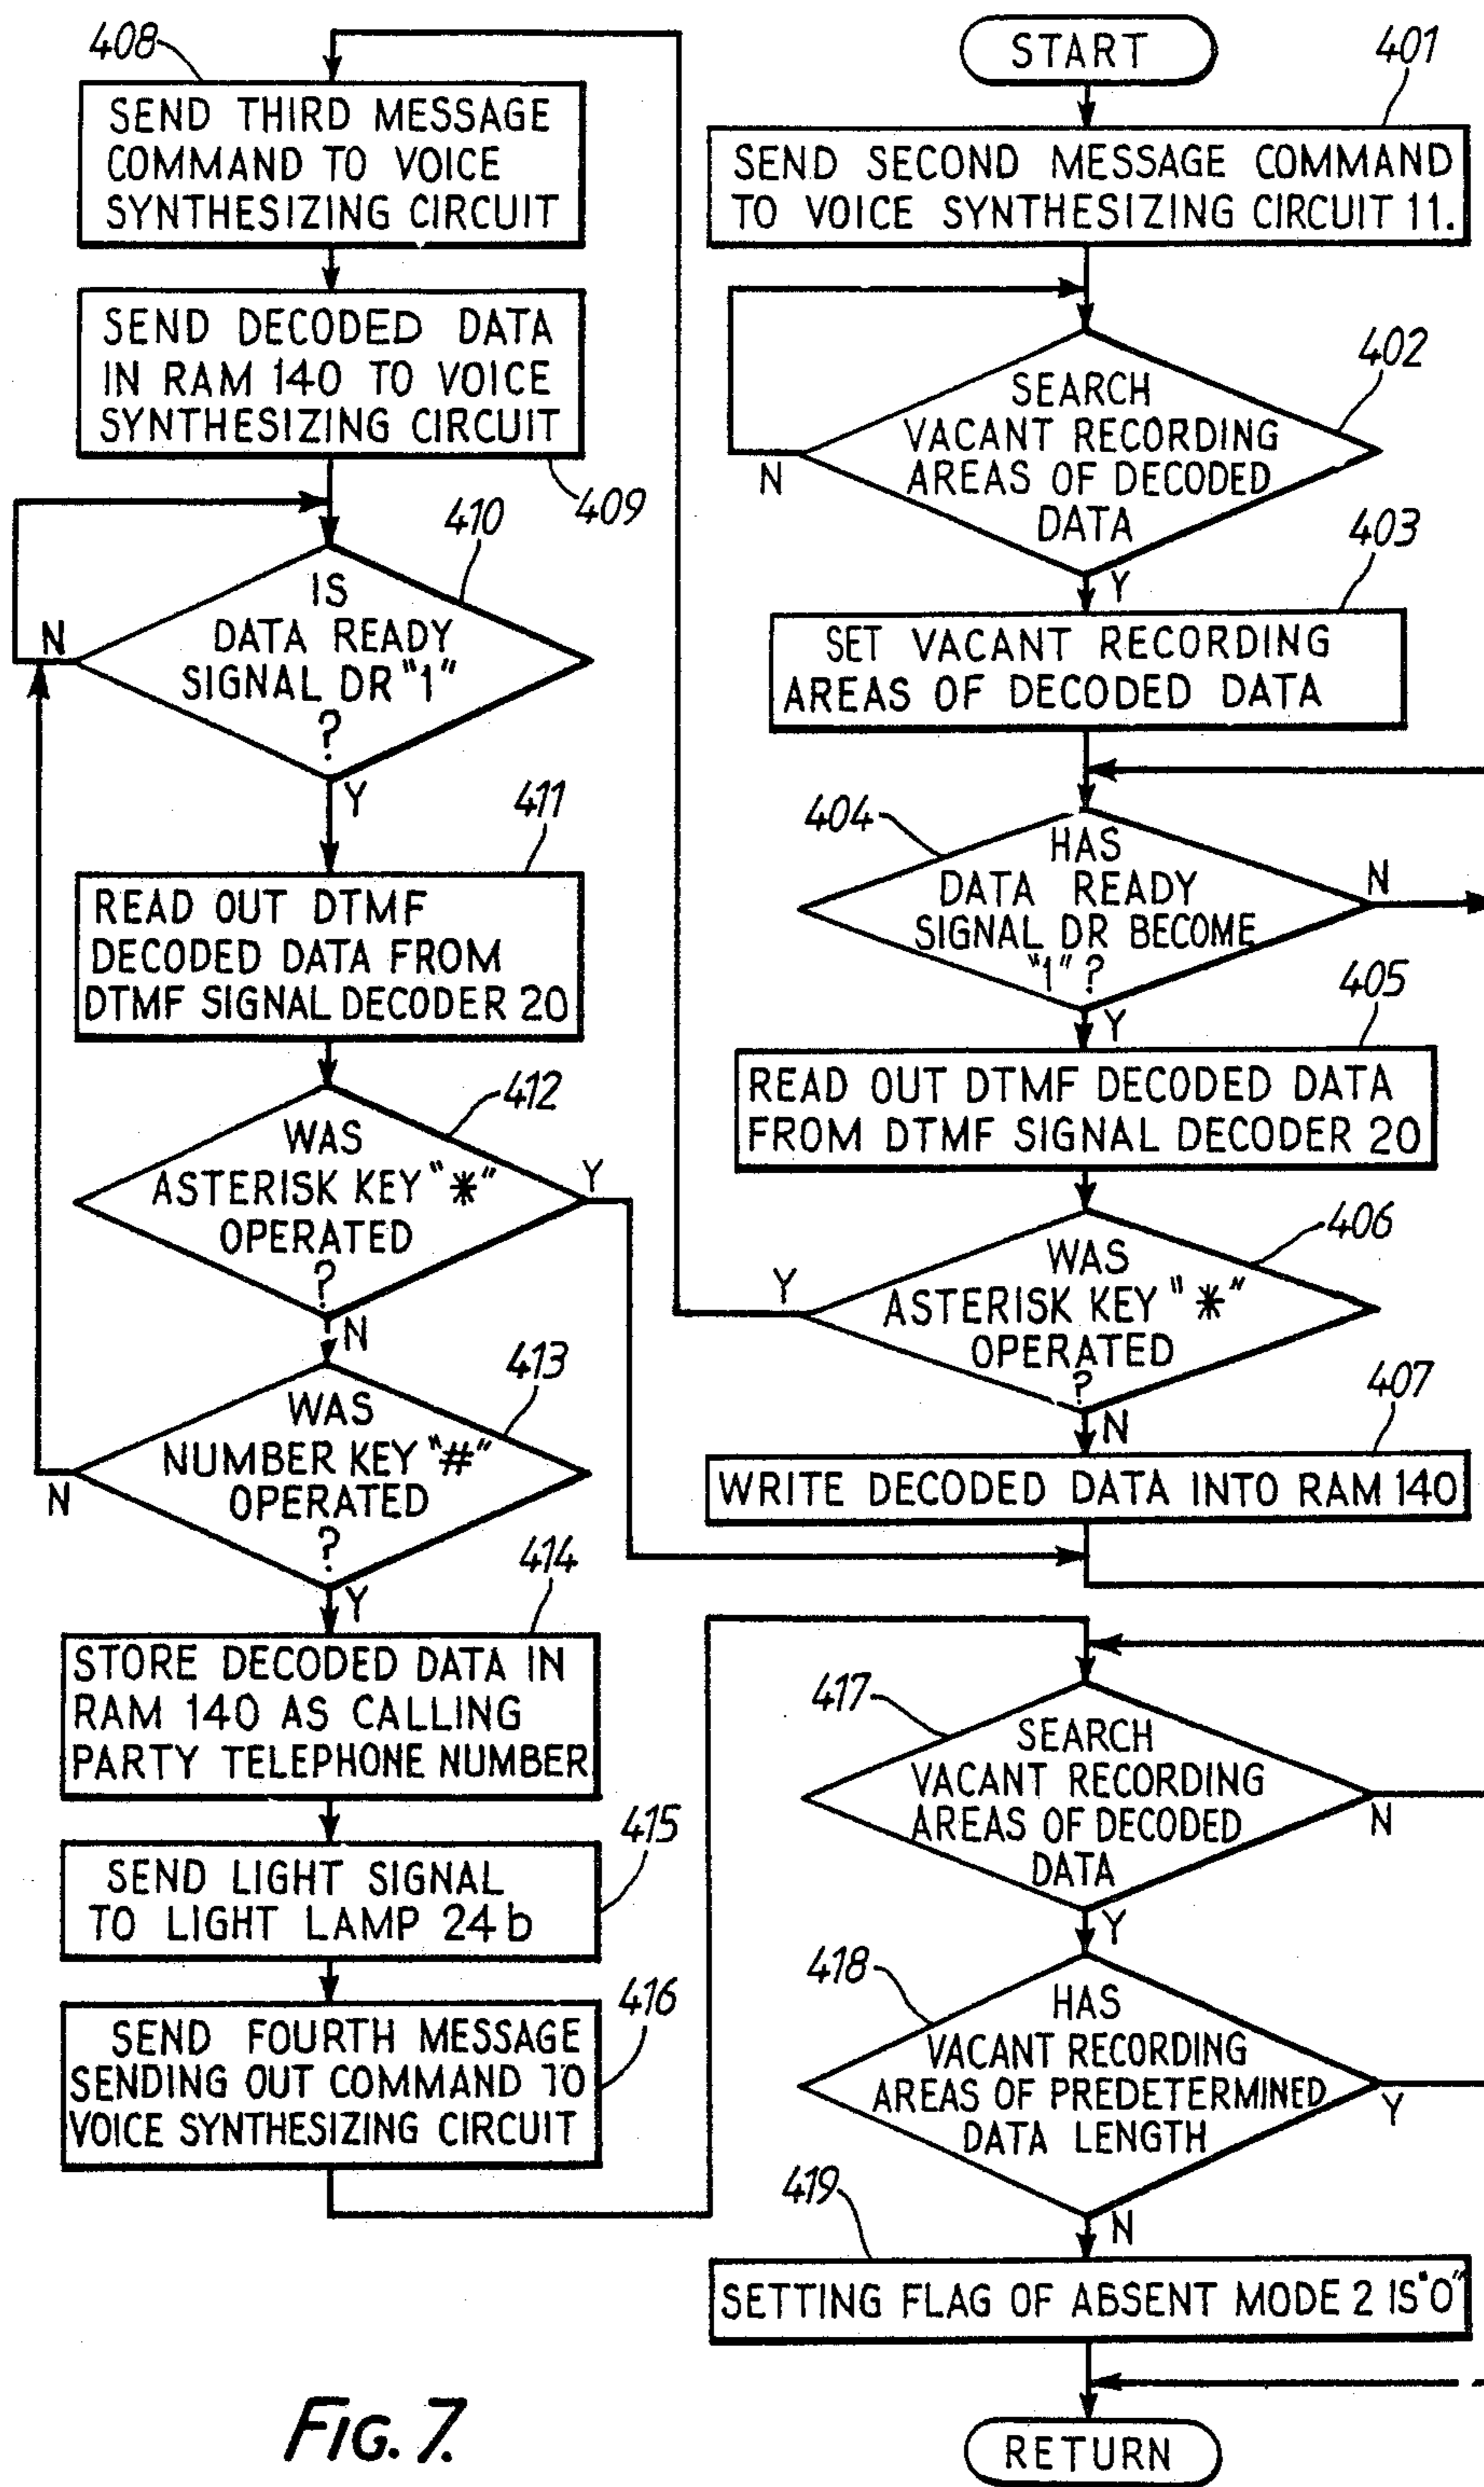 START
401
SEND SECOND MESSAGE COMMAND
TO VOICE SYNTHESIZING CIRCUIT 11.
402
SEARCH
VACANT RECORDING
AREAS OF DECODED
DATA
N
Y
403
SET VACANT RECORDING
AREAS OF DECODED DATA
404
HAS
DATA READY
SIGNAL DR BECOME
"1" ?
N
Y
405
READ OUT DTMF DECODED DATA
FROM DTMF SIGNAL DECODER 20
406
WAS
ASTERISK KEY "*"
OPERATED
?
Y
N
407
WRITE DECODED DATA INTO RAM 140
408
SEND THIRD MESSAGE
COMMAND TO VOICE
SYNTHESIZING CIRCUIT
SEND DECODED DATA
IN RAM 140 TO VOICE
SYNTHESIZING CIRCUIT
409
410
IS
DATA READY
SIGNAL DR "1"
?
N
Y
411
READ OUT DTMF
DECODED DATA FROM
DTMF SIGNAL DECODER 20
412
WAS
ASTERISK KEY "*"
OPERATED
?
Y
N
413
WAS
NUMBER KEY "#"
OPERATED
?
N
Y
414
STORE DECODED DATA IN
RAM 140 AS CALLING
PARTY TELEPHONE NUMBER
415
SEND LIGHT SIGNAL
TO LIGHT LAMP 24b
416
SEND FOURTH MESSAGE
SENDING OUT COMMAND TO
VOICE SYNTHESIZING CIRCUIT
417
SEARCH
VACANT RECORDING
AREAS OF DECODED
DATA
N
Y
418
HAS
VACANT RECORDING
AREAS OF PREDETERMINED
DATA LENGTH
Y
N
419
SETTING FLAG OF ABSENT MODE 2 IS "0"
RETURN
FIG. 7.